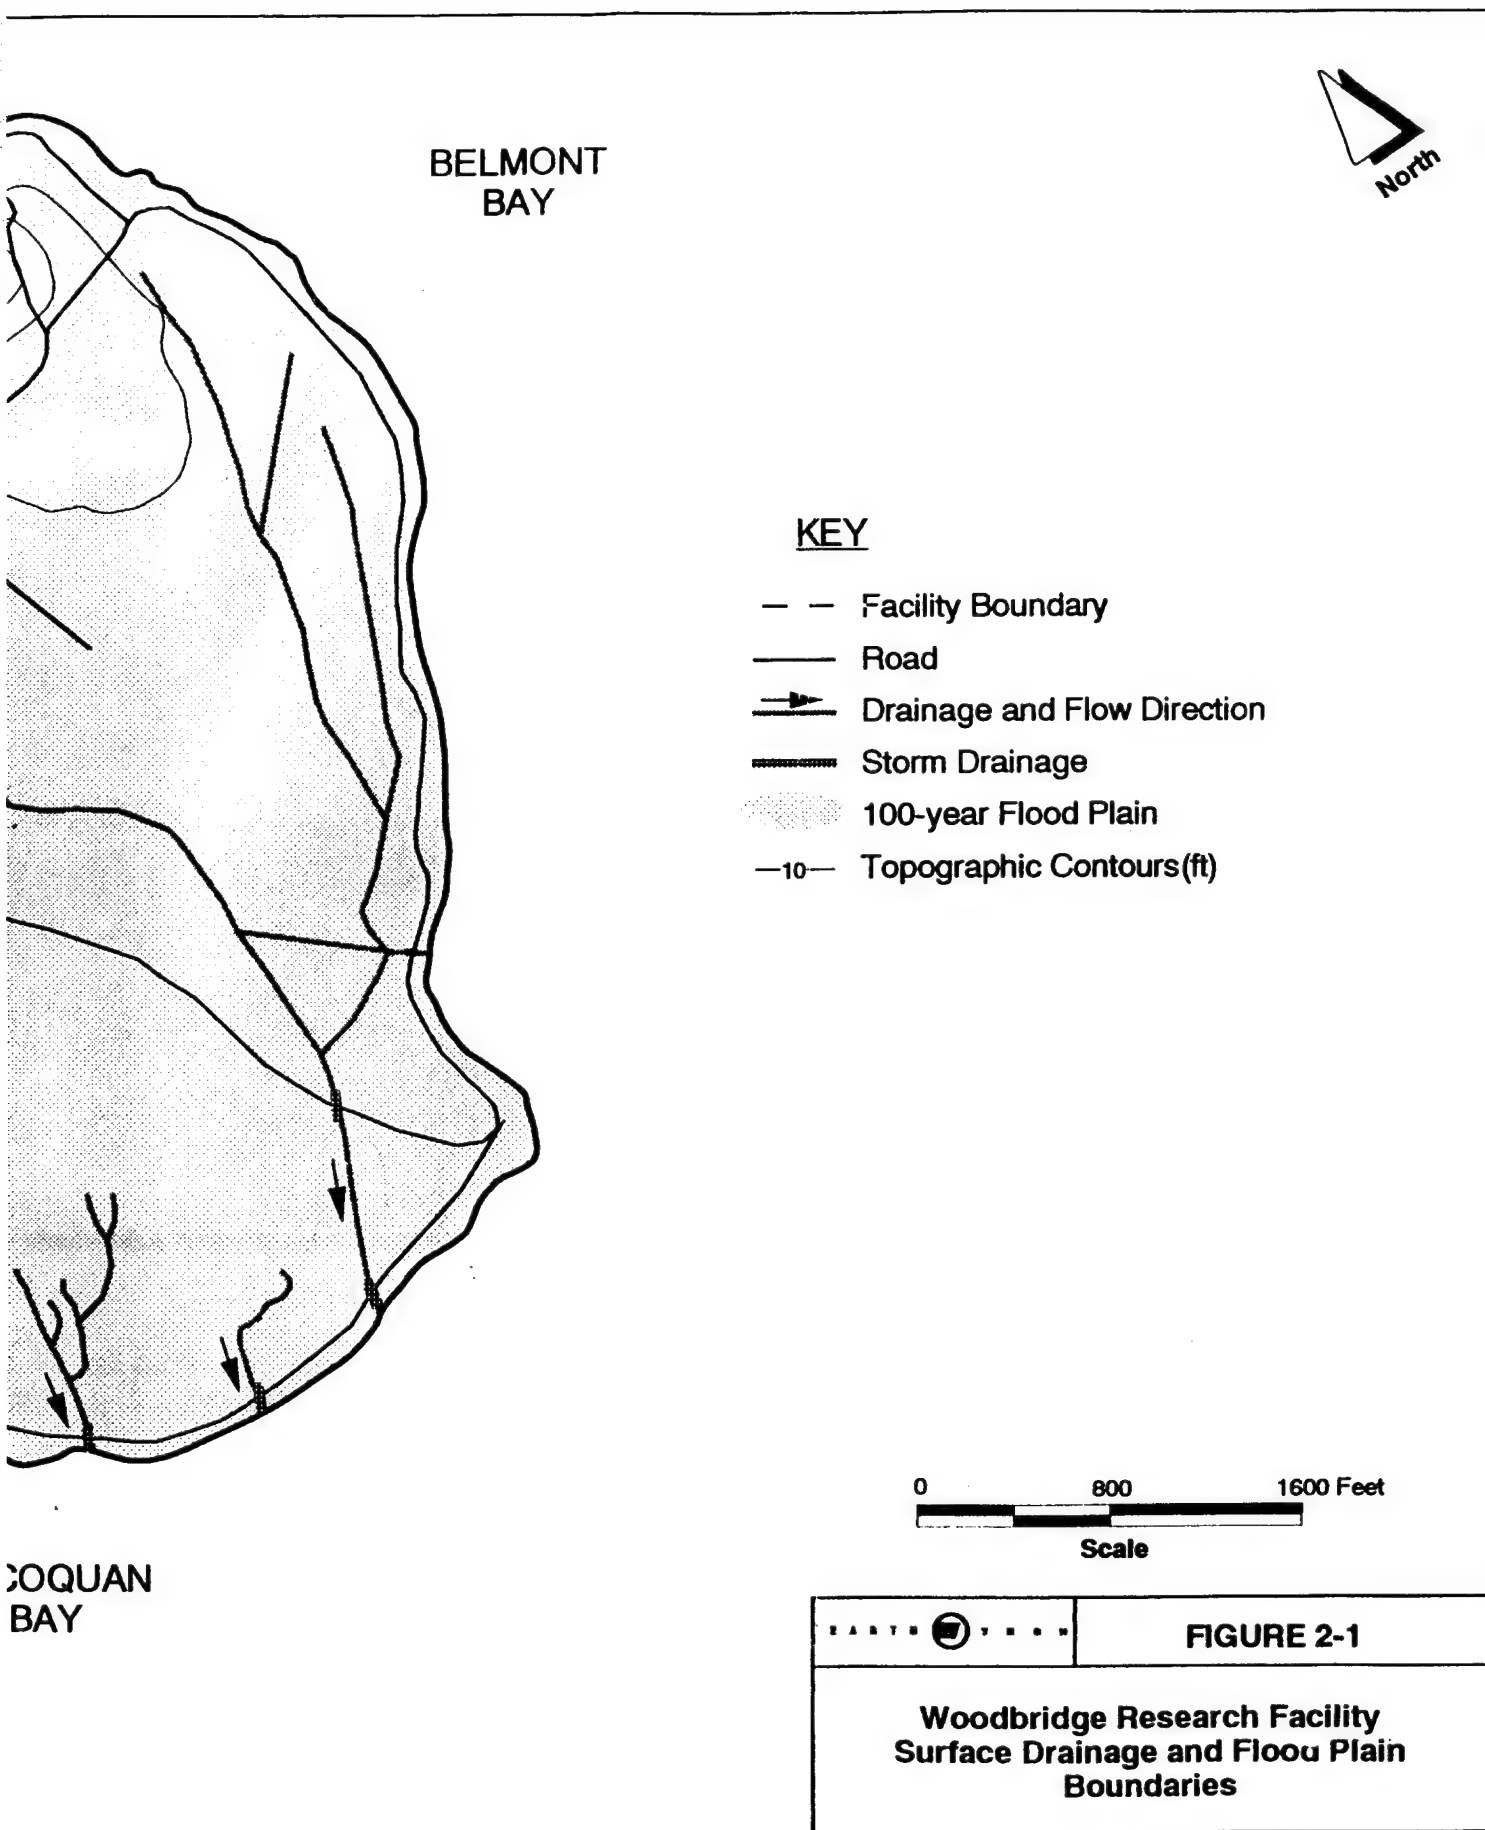 BELMONT
BAY
North
KEY
Facility Boundary
Road
Drainage and Flow Direction
Storm Drainage
100-year Flood Plain
—10— Topographic Contours(ft)
0 800 1600 Feet
Scale
COQUAN
BAY
FIGURE 2-1
Woodbridge Research Facility
Surface Drainage and Flood Plain
Boundaries